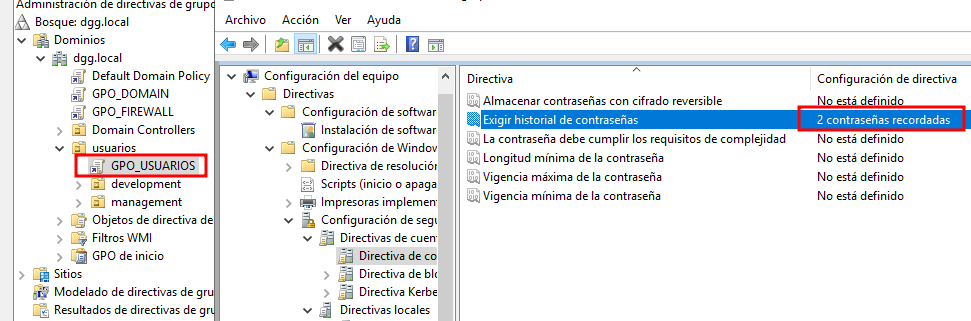 Administración de directivas de grupo
Bosque: dgg.local
Dominios
dgg.local
Default Domain Policy
GPO_DOMAIN
GPO_FIREWALL
Domain Controllers
usuarios
GPO_USUARIOS
development
management
Objetos de directiva de
Filtros WMI
GPO de inicio
Sitios
Modelado de directivas de gru
Resultados de directivas de gru
Archivo Acción Ver Ayuda
Configuración del equipo
Directivas
Configuración de softwar
Instalación de softwar
Configuración de Window
Directiva de resolución
Scripts (inicio o apaga
Impresoras implemen
Configuración de segu
Directivas de cuent
Directiva de co
Directiva de blo
Directiva Kerbe
Directivas locales
Directiva Configuración de directiva
Almacenar contraseñas con cifrado reversible No está definido
Exigir historial de contraseñas 2 contraseñas recordadas
La contraseña debe cumplir los requisitos de complejidad No está definido
Longitud mínima de la contraseña No está definido
Vigencia máxima de la contraseña No está definido
Vigencia mínima de la contraseña No está definido